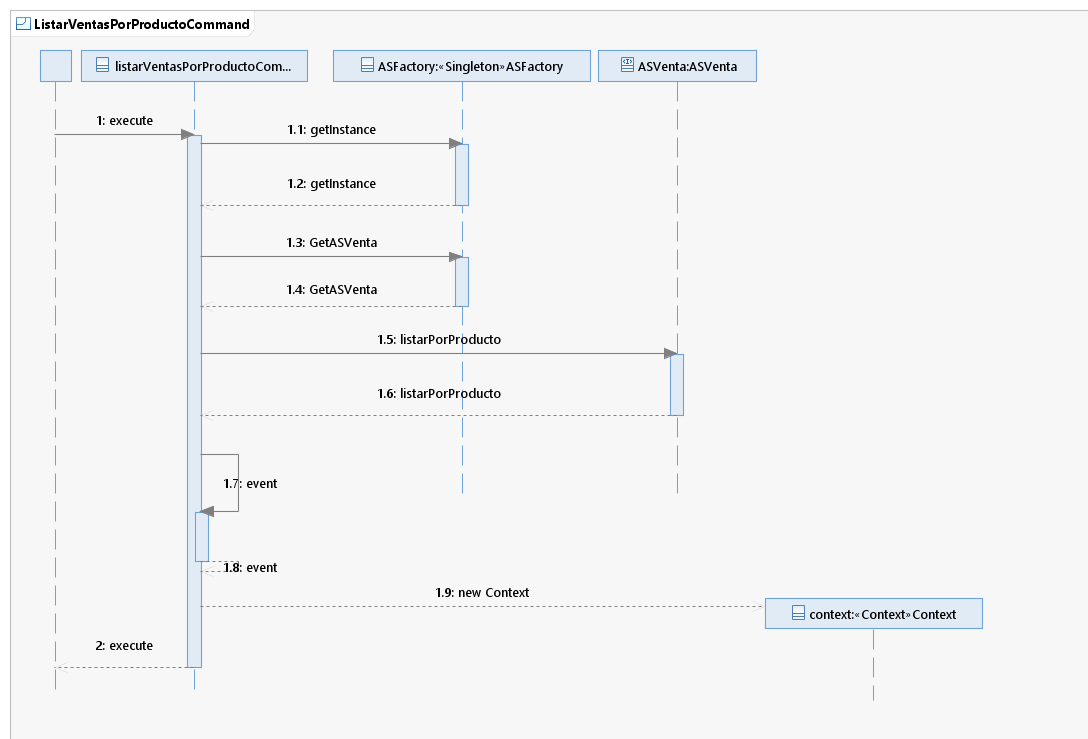 ListarVentasPorProductoCommand
listarVentasPorProductoCom...
ASFactory:«Singleton»ASFactory
ASVenta:ASVenta
1: execute
1.1: getInstance
1.2: getInstance
1.3: GetASVenta
1.4: GetASVenta
1.5: listarPorProducto
1.6: listarPorProducto
1.7: event
1.8: event
1.9: new Context
context:«Context»Context
2: execute